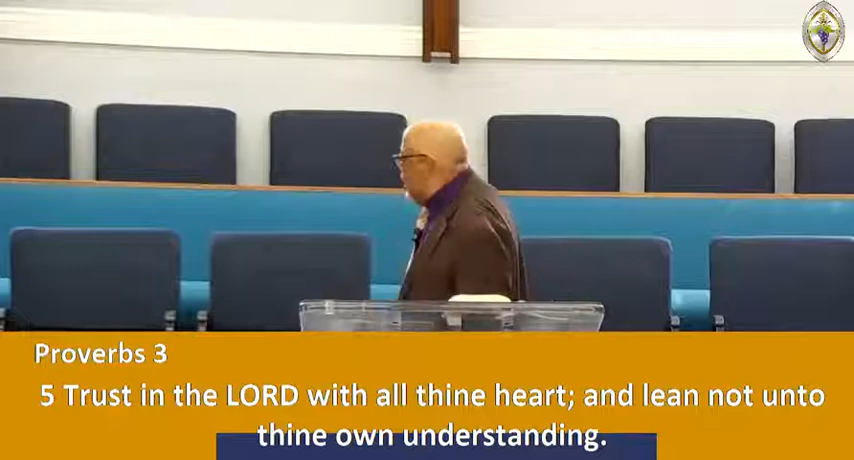 Proverbs 3
5 Trust in the LORD with all thine heart; and lean not unto
thine own understanding.